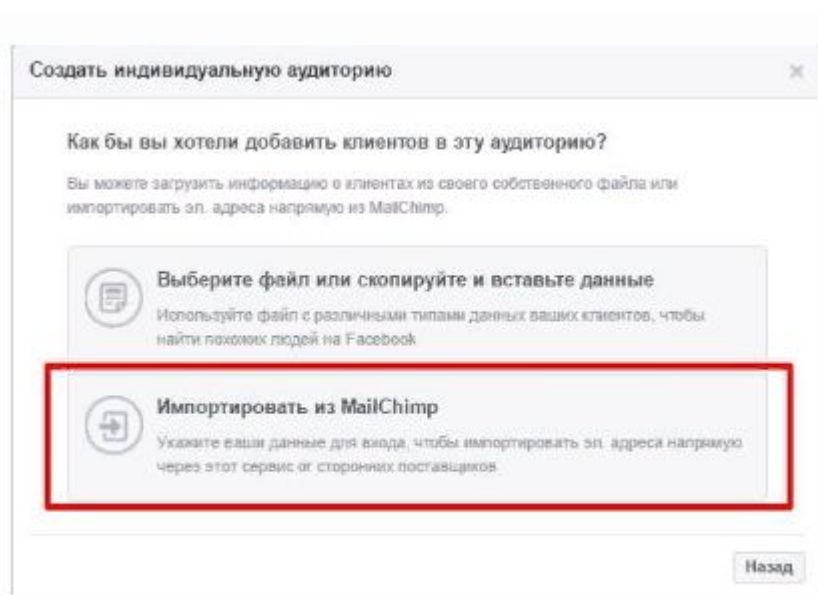 Создать индивидуальную аудиторию
Как бы вы хотели добавить клиентов в эту аудиторию?
Вы можете загрузить информацию о клиентах из своего собственного файла или
импортировать эл. адреса напрямую из MailChimp.
Выберите файл или скопируйте и вставьте данные
Используйте файл с различными типами данных ваших клиентов, чтобы
найти похожих людей на Facebook
Импортировать из MailChimp
Укажите ваши данные для входа, чтобы импортировать эл. адреса напрямую
через этот сервис от сторонних поставщиков
Назад